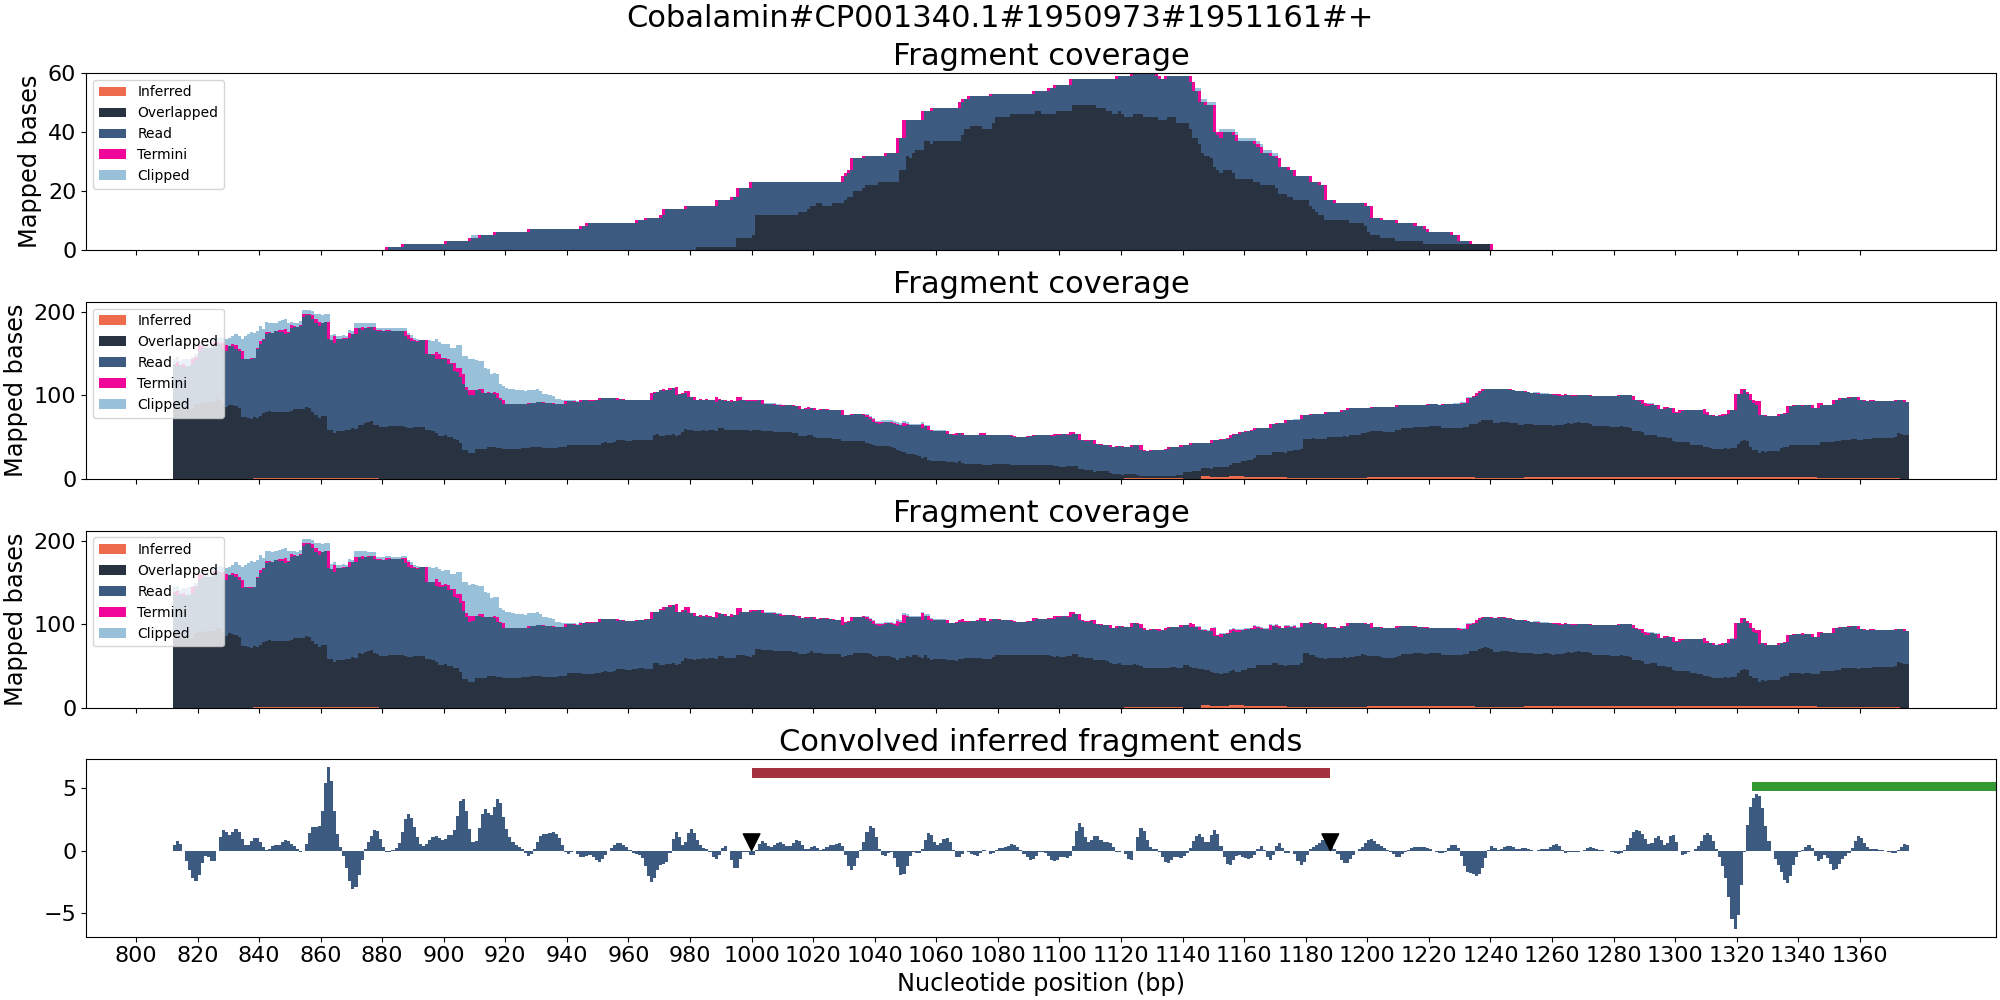 Cobalamin#CP001340.1#1950973#1951161#+
Fragment coverage
Mapped bases
60
40
20
0
Inferred
Overlapped
Read
Termini
Clipped
Fragment coverage
Mapped bases
200
100
0
Inferred
Overlapped
Read
Termini
Clipped
Fragment coverage
Mapped bases
200
100
0
Inferred
Overlapped
Read
Termini
Clipped
Convolved inferred fragment ends
5
0
−5
800 820 840 860 880 900 920 940 960 980 1000 1020 1040 1060 1080 1100 1120 1140 1160 1180 1200 1220 1240 1260 1280 1300 1320 1340 1360
Nucleotide position (bp)